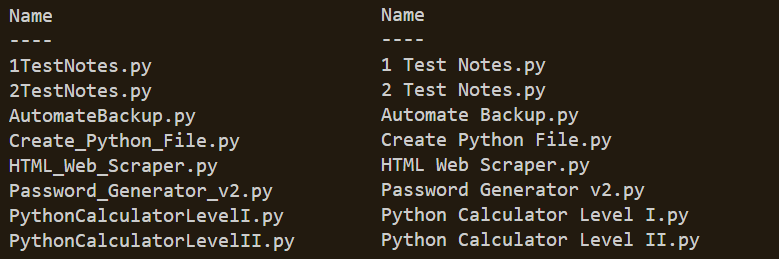 Name
----
1TestNotes.py
2TestNotes.py
AutomateBackup.py
Create_Python_File.py
HTML_Web_Scraper.py
Password_Generator_v2.py
PythonCalculatorLevelI.py
PythonCalculatorLevelII.py
Name
----
1 Test Notes.py
2 Test Notes.py
Automate Backup.py
Create Python File.py
HTML Web Scraper.py
Password Generator v2.py
Python Calculator Level I.py
Python Calculator Level II.py